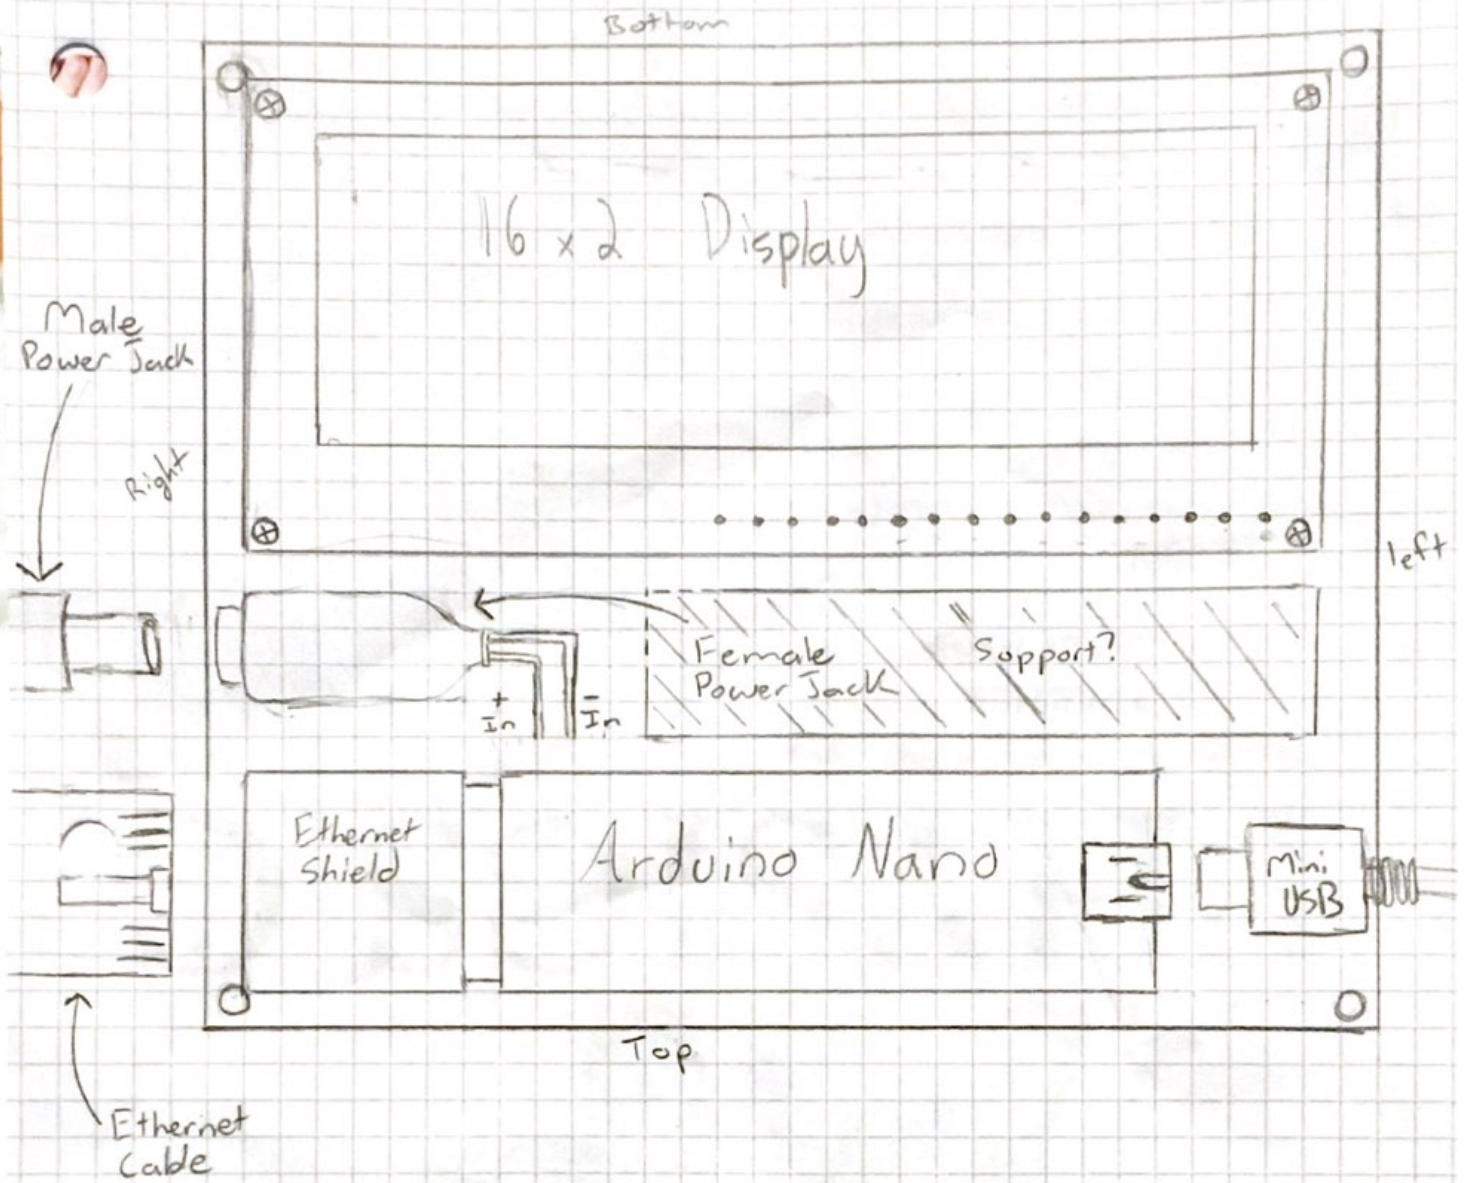 Bottom
16 x 2 Display
Male
Power Jack
Right
left
Female
Power Jack
Support?
+
In
-
In
Ethernet
Shield
Arduino Nano
Mini
USB
Top
Ethernet
Cable